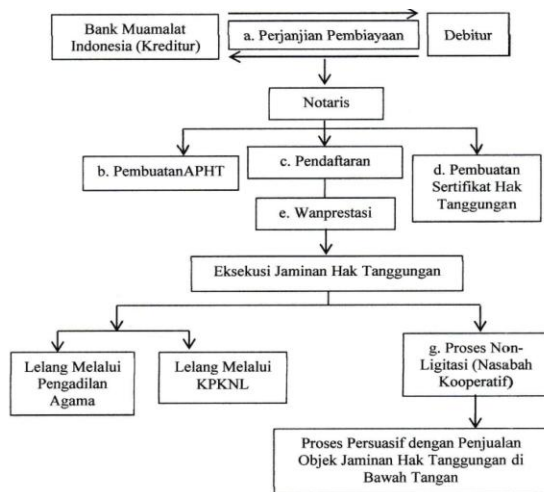 Bank Muamalat
Indonesia (Kreditur)
a. Perjanjian Pembiayaan
Debitur
Notaris
b. PembuatanAPHT
c. Pendaftaran
d. Pembuatan
Sertifikat Hak
Tanggungan
e. Wanprestasi
Eksekusi Jaminan Hak Tanggungan
Lelang Melalui
Pengadilan
Agama
Lelang Melalui
KPKNL
g. Proses Non-
Ligitasi (Nasabah
Kooperatif)
Proses Persuasif dengan Penjualan
Objek Jaminan Hak Tanggungan di
Bawah Tangan